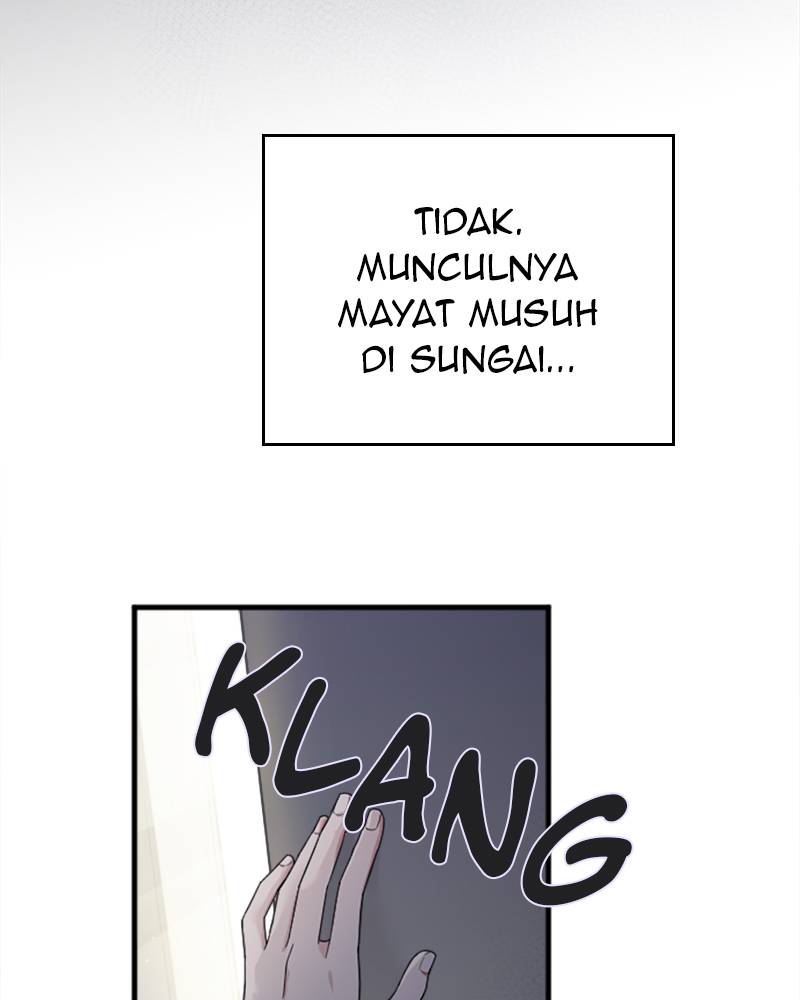 TIDAK.
MUNCULNYA
MAYAT MUSUH
DI SUNGAI...
KLANG